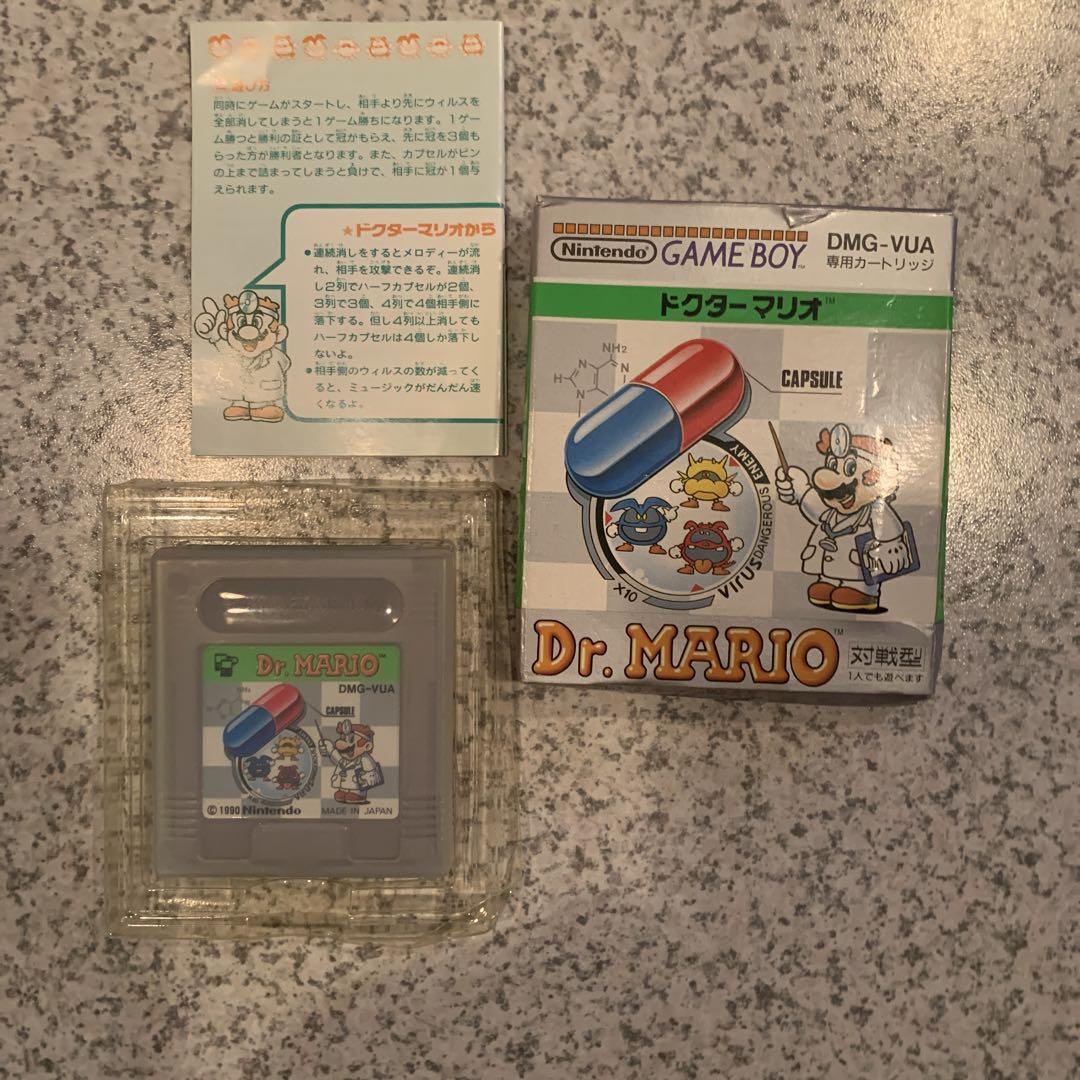 遊び方
同時にゲームがスタートし、相手より先にウィルスを
全部消してしまうと1ゲーム勝ちになります。1ゲー
ム勝つと勝利の証として冠がもらえ、先に冠を3個も
らった方が勝利者となります。また、カプセルがビン
の上まで詰まってしまうと負けで、相手に冠が1個与
えられます。
★ドクターマリオから
●連続消しをするとメロディーが流
れ、相手を攻撃できるぞ。連続消
し2列でハーフカプセルが2個、
3列で3個、4列で4個相手側に
落下する。但し4列以上消しても
ハーフカプセルは4個しか落下し
ないよ。
●相手側のウィルスの数が減ってく
ると、ミュージックがだんだん速
くなるよ。
Nintendo GAME BOY™
DMG-VUA
専用カートリッジ
ドクターマリオ™
NH2
N
H
N
CAPSULE
ENEMY
DANGEROUS
VIRUS
X10
Dr. MARIO™
対戦型
1人でも遊べます
Dr. MARIO™
DMG-VUA
CAPSULE
©1990 Nintendo
MADE IN JAPAN